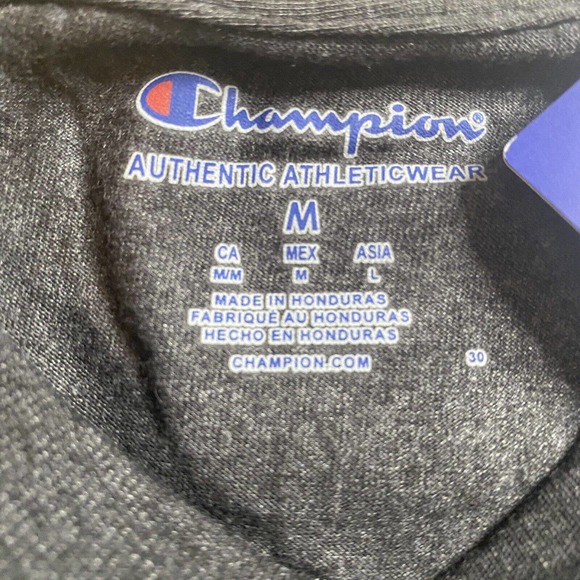 Champion®
AUTHENTIC ATHLETICWEAR
M
CA MEX ASIA
M/M M L
MADE IN HONDURAS
FABRIQUÉ AU HONDURAS
HECHO EN HONDURAS
CHAMPION.COM 30